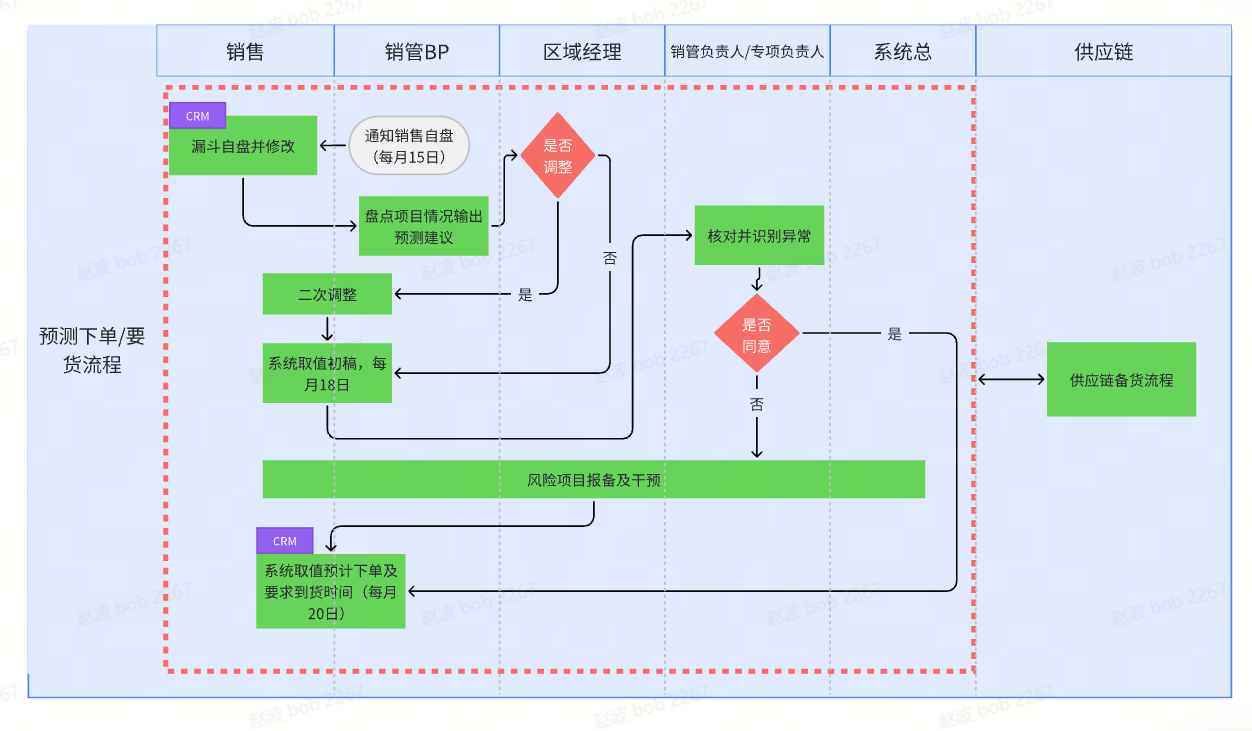 销售
销管BP
区域经理
销管负责人/专项负责人
系统总
供应链
预测下单/要
货流程
CRM
漏斗自盘并修改
通知销售自盘
（每月15日）
是否
调整
盘点项目情况输出
预测建议
核对并识别异常
否
二次调整
是
是否
同意
是
系统取值初稿，每
月18日
供应链备货流程
否
风险项目报备及干预
CRM
系统取值预计下单及
要求到货时间（每月
20日）
赵波 bob 2267